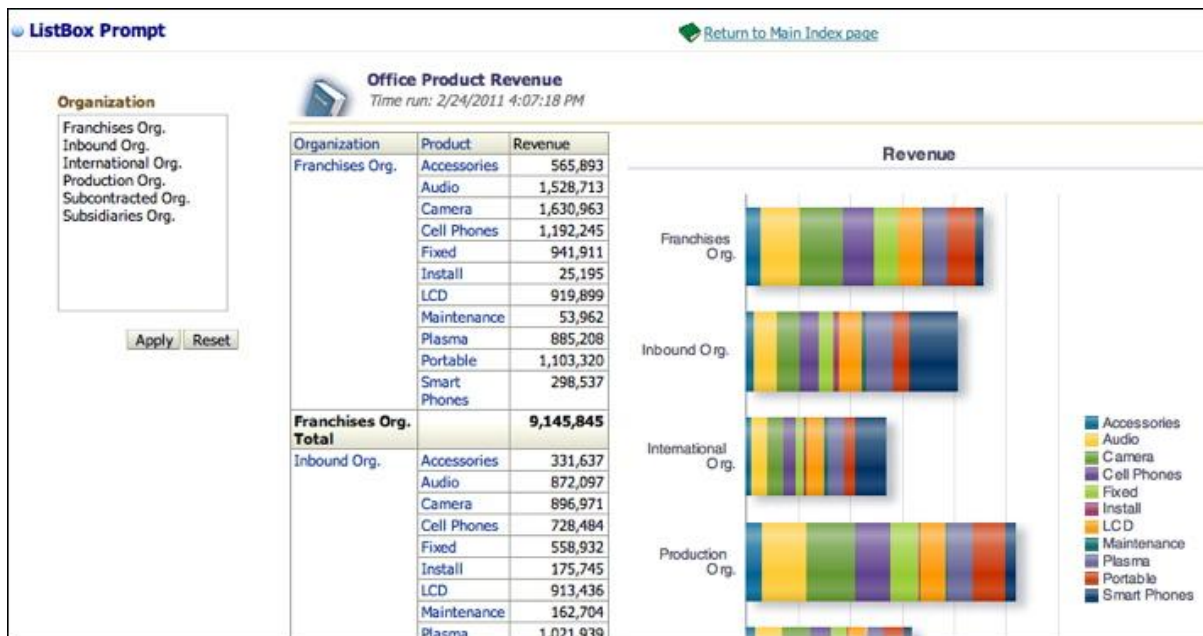 ListBox Prompt
Return to Main Index page
Organization
Franchises Org.
Inbound Org.
International Org.
Production Org.
Subcontracted Org.
Subsidiaries Org.
Apply Reset
Office Product Revenue
Time run: 2/24/2011 4:07:18 PM
Organization Product Revenue
Franchises Org. Accessories 565,893
Audio 1,528,713
Camera 1,630,963
Cell Phones 1,192,245
Fixed 941,911
Install 25,195
LCD 919,899
Maintenance 53,962
Plasma 885,208
Portable 1,103,320
Smart 298,537
Phones
Franchises Org. 9,145,845
Total
Inbound Org. Accessories 331,637
Audio 872,097
Camera 896,971
Cell Phones 728,484
Fixed 558,932
Install 175,745
LCD 913,436
Maintenance 162,704
Plasma 1,021,939
Revenue
Franchises
Org.
Inbound Org.
International
Org.
Production
Org.
Accessories
Audio
Camera
Cell Phones
Fixed
Install
LCD
Maintenance
Plasma
Portable
Smart Phones